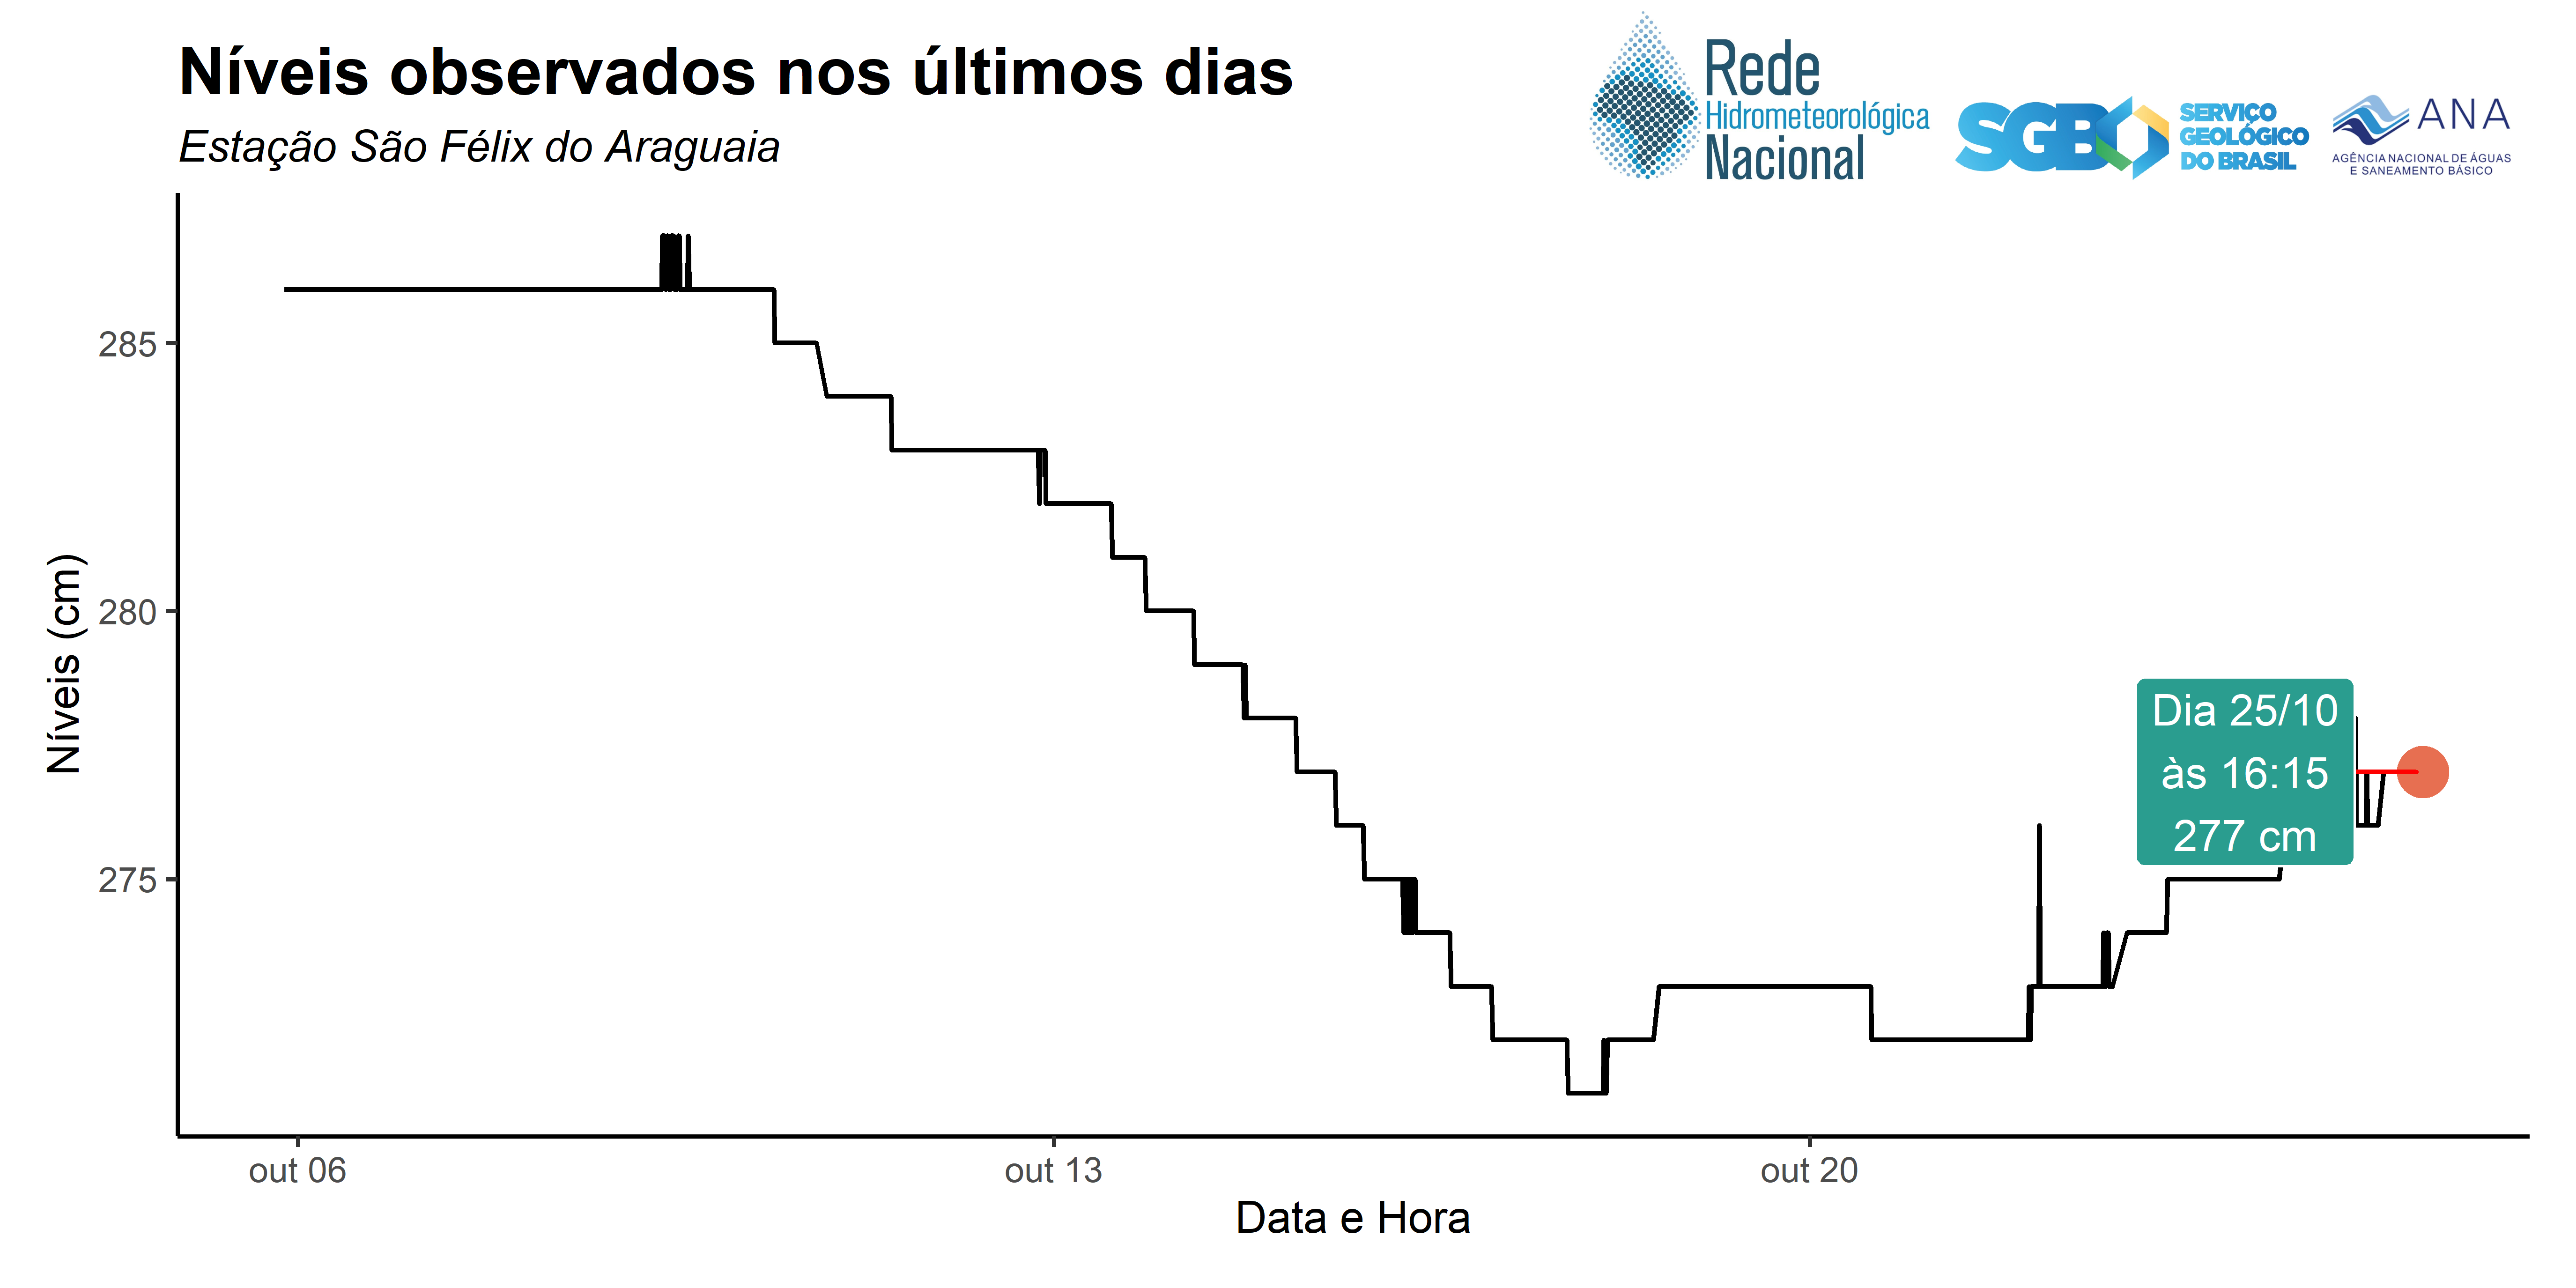 Níveis observados nos últimos dias
Estação São Félix do Araguaia
Rede
Hidrometeorológica
Nacional
SGB
SERVIÇO
GEOLÓGICO
DO BRASIL
ANA
AGÊNCIA NACIONAL DE ÁGUAS
E SANEAMENTO BÁSICO
Níveis (cm)
285
280
275
Dia 25/10
às 16:15
277 cm
out 06
out 13
out 20
Data e Hora